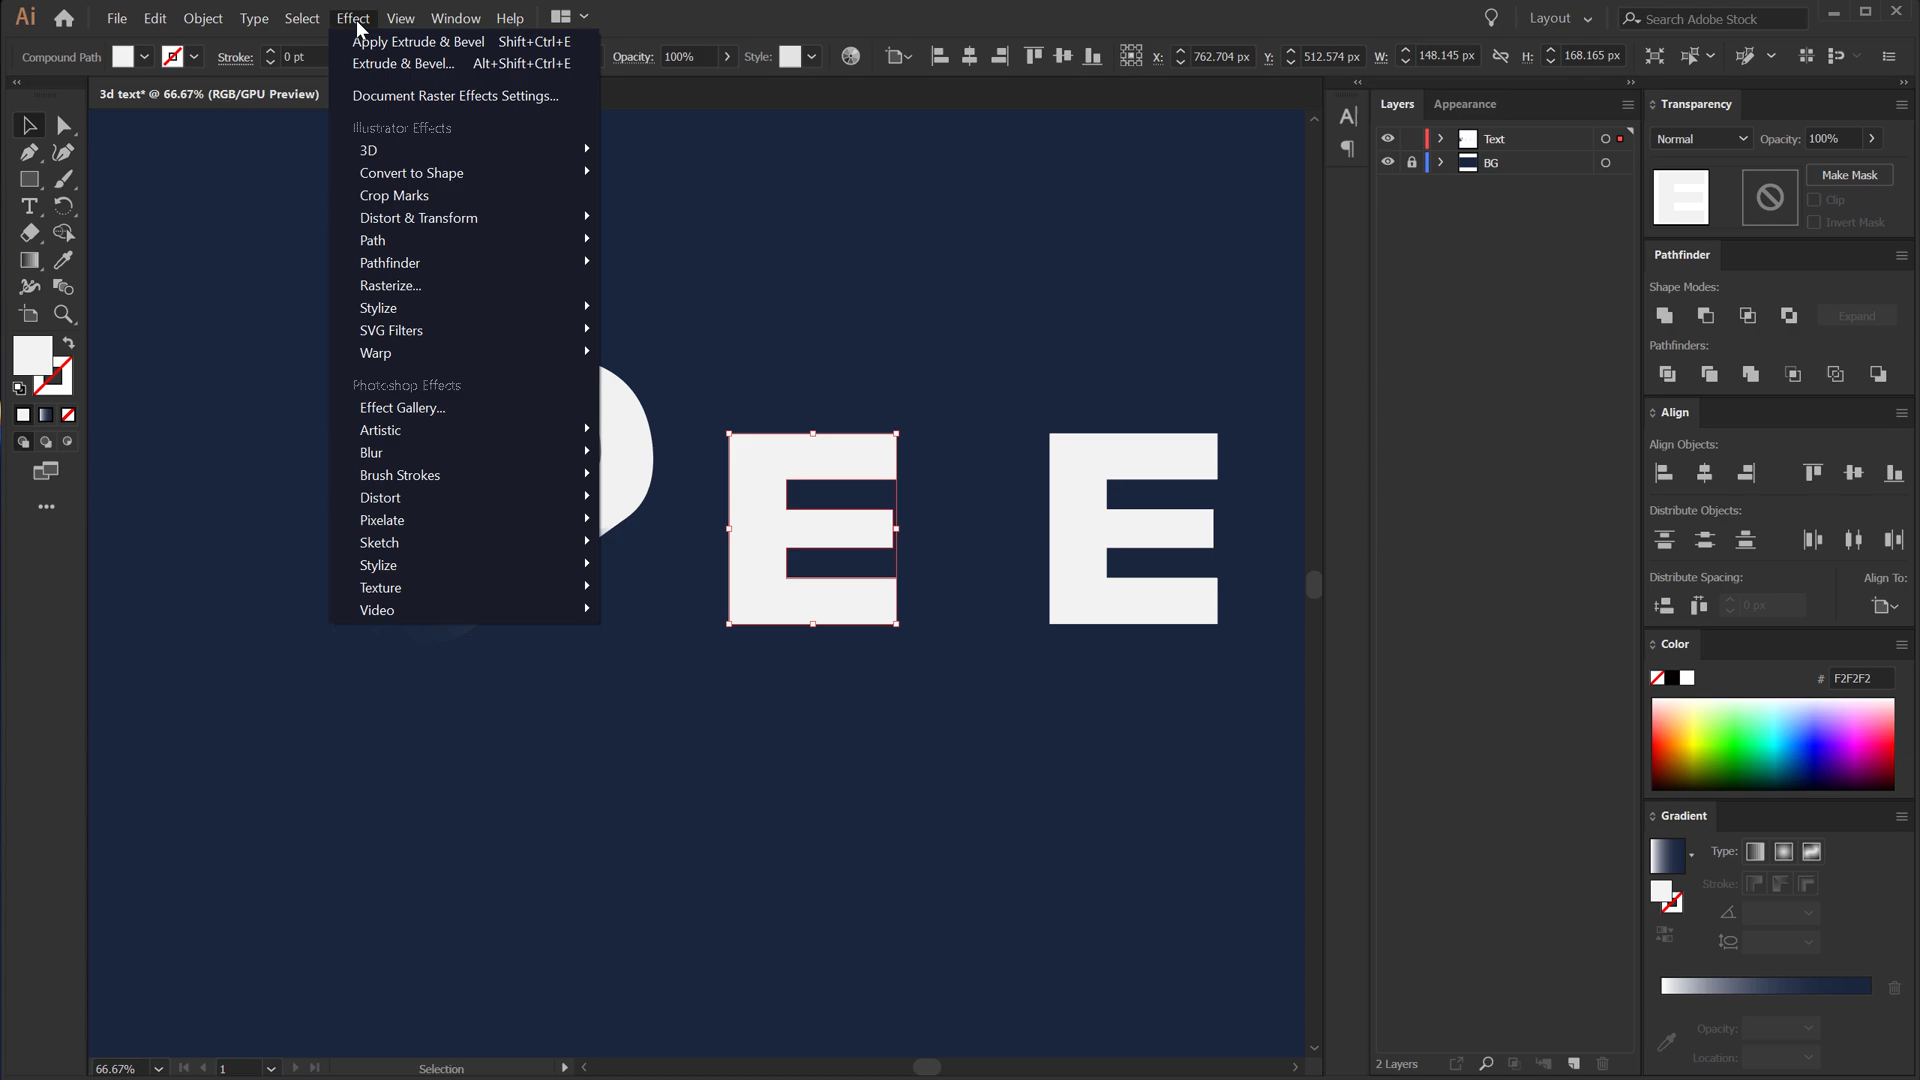 Ai File Edit Object Type Select Effect View Window Help Layout Search Adobe Stock
Compound Path Stroke: 0 pt Opacity: 100% Style: X: 762.704 px Y: 512.574 px W: 148.145 px H: 168.165 px
3d text* @ 66.67% (RGB/GPU Preview)
Apply Extrude & Bevel Shift+Ctrl+E
Extrude & Bevel... Alt+Shift+Ctrl+E
Document Raster Effects Settings...
Illustrator Effects
3D
Convert to Shape
Crop Marks
Distort & Transform
Path
Pathfinder
Rasterize...
Stylize
SVG Filters
Warp
Photoshop Effects
Effect Gallery...
Artistic
Blur
Brush Strokes
Distort
Pixelate
Sketch
Stylize
Texture
Video
E E
Layers Appearance
Text
BG
2 Layers
Transparency
Normal Opacity: 100%
Make Mask
Clip
Invert Mask
Pathfinder
Shape Modes:
Expand
Pathfinders:
Align
Align Objects:
Distribute Objects:
Distribute Spacing: Align To:
0 px
Color
# F2F2F2
Gradient
Type:
Stroke:
Opacity:
Location:
66.67% 1 Selection